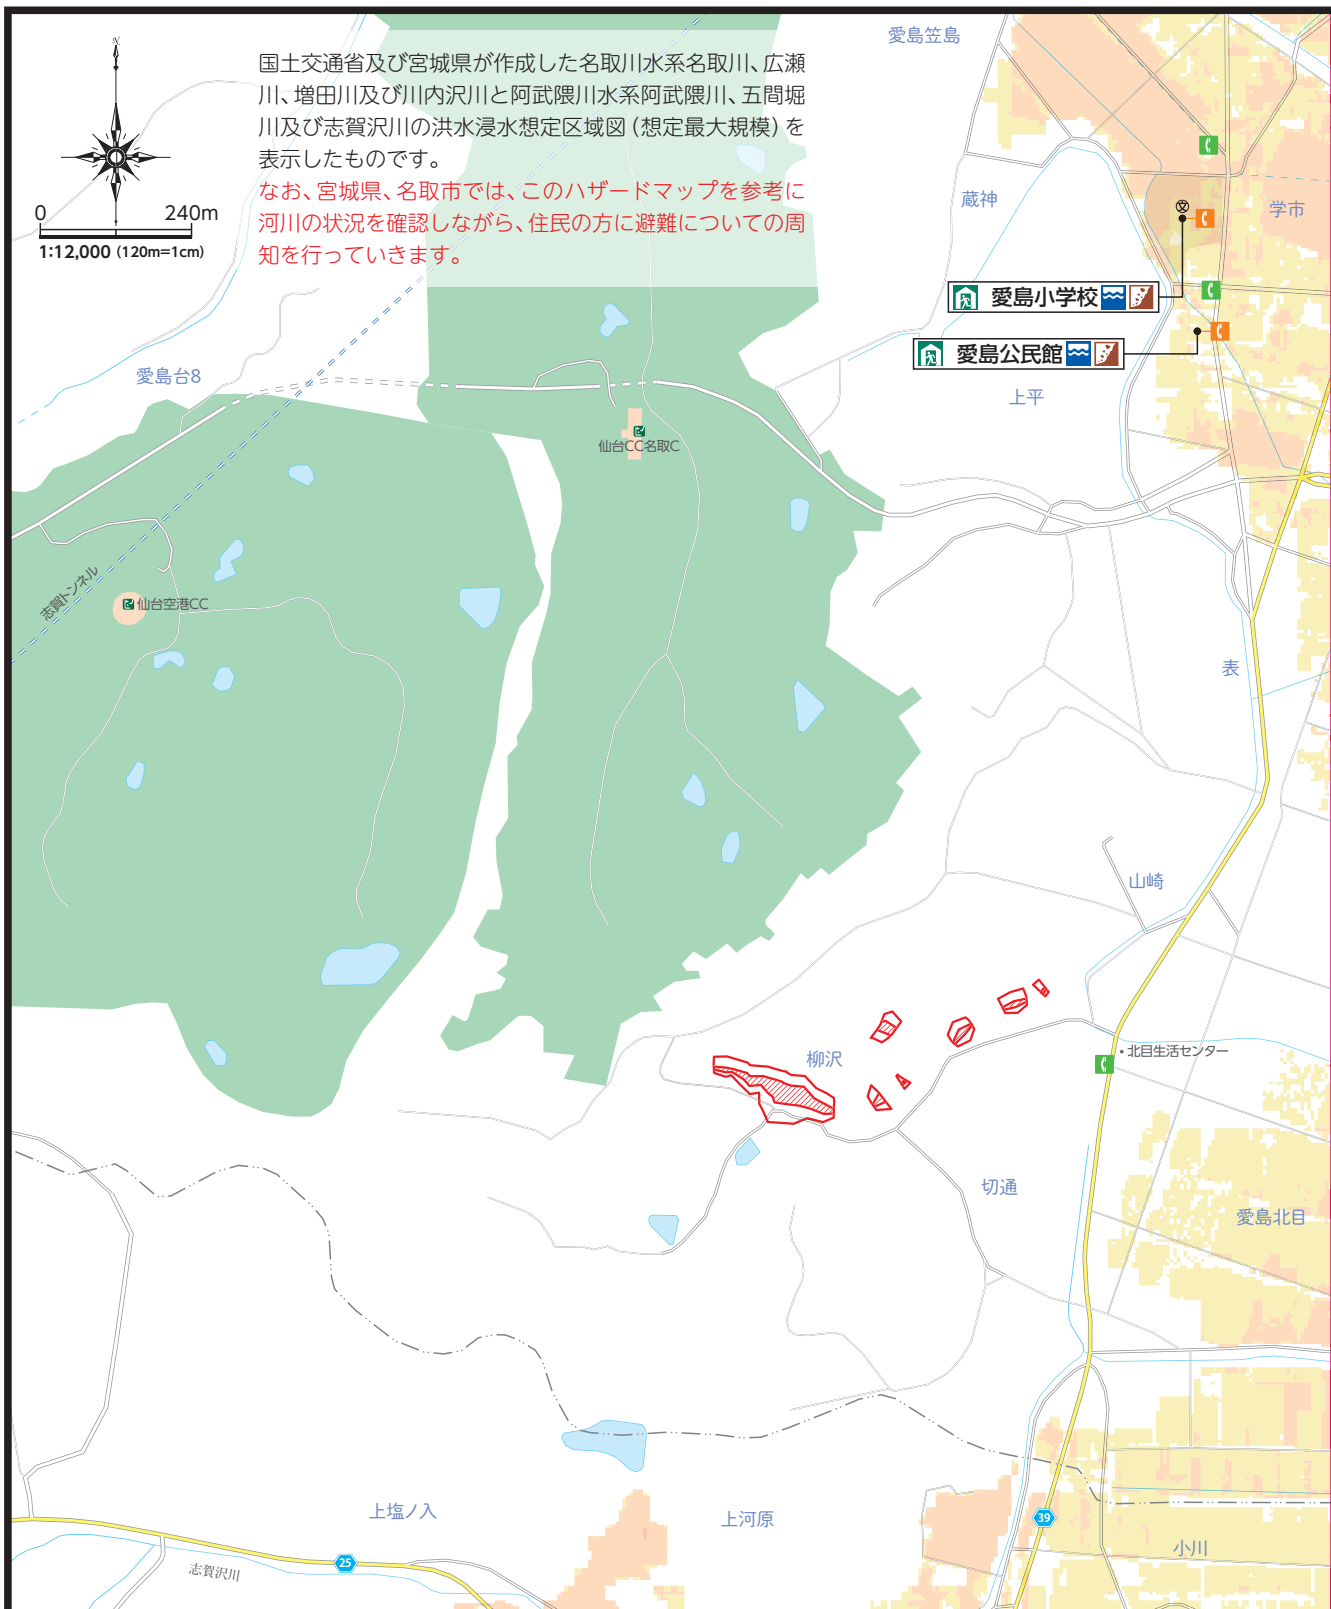 N
国土交通省及び宮城県が作成した名取川水系名取川、広瀬
川、増田川及び川内沢川と阿武隈川水系阿武隈川、五間堀
川及び志賀沢川の洪水浸水想定区域図(想定最大規模)を
表示したものです。
なお、宮城県、名取市では、このハザードマップを参考に
河川の状況を確認しながら、住民の方に避難についての周
知を行っていきます。
0 240m
1:12,000 (120m=1cm)
愛島笠島
蔵神
学市
文
愛島小学校
愛島公民館
上平
愛島台8
仙台CC名取C
志賀トンネル
仙台空港CC
表
山崎
柳沢
北目生活センター
切通
愛島北目
上塩ノ入
上河原
39
小川
25
志賀沢川